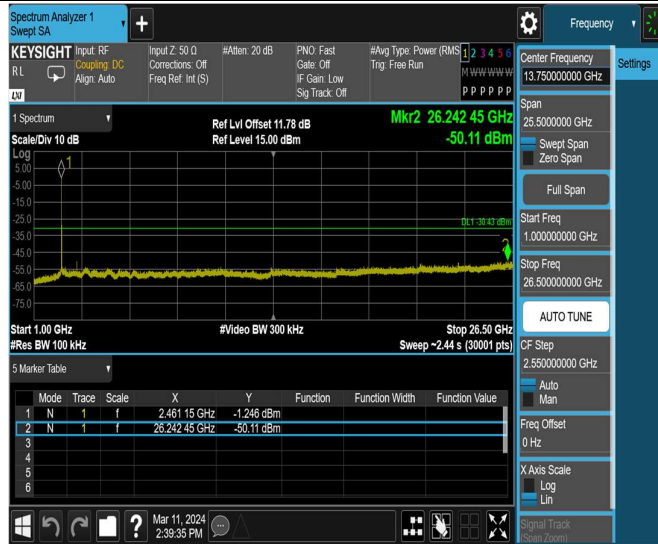 Spectrum Analyzer 1
Swept SA
Frequency
KEYSIGHT
RL
LXI
Input: RF
Coupling: DC
Align: Auto
Input Z: 50 Ω
Corrections: Off
Freq Ref: Int (S)
#Atten: 20 dB
PNO: Fast
Gate: Off
IF Gain: Low
Sig Track: Off
#Avg Type: Power (RMS
Trig: Free Run
1 2 3 4 5 6
M W W W W W
P P P P P P
1 Spectrum
Scale/Div 10 dB
Ref Lvl Offset 11.78 dB
Ref Level 15.00 dBm
Mkr2 26.242 45 GHz
-50.11 dBm
Log
5.00
-5.00
-15.0
-25.0
-35.0
-45.0
-55.0
-65.0
-75.0
1
DL1 -30.43 dBm
2
Start 1.00 GHz
#Res BW 100 kHz
#Video BW 300 kHz
Stop 26.50 GHz
Sweep ~2.44 s (30001 pts)
5 Marker Table
Mode Trace Scale X Y Function Function Width Function Value
1 N 1 f 2.461 15 GHz -1.246 dBm
2 N 1 f 26.242 45 GHz -50.11 dBm
3
4
5
6
Mar 11, 2024
2:39:35 PM
Center Frequency
13.750000000 GHz
Settings
Span
25.5000000 GHz
Swept Span
Zero Span
Full Span
Start Freq
1.000000000 GHz
Stop Freq
26.500000000 GHz
AUTO TUNE
CF Step
2.550000000 GHz
Auto
Man
Freq Offset
0 Hz
X Axis Scale
Log
Lin
Signal Track
(Span Zoom)